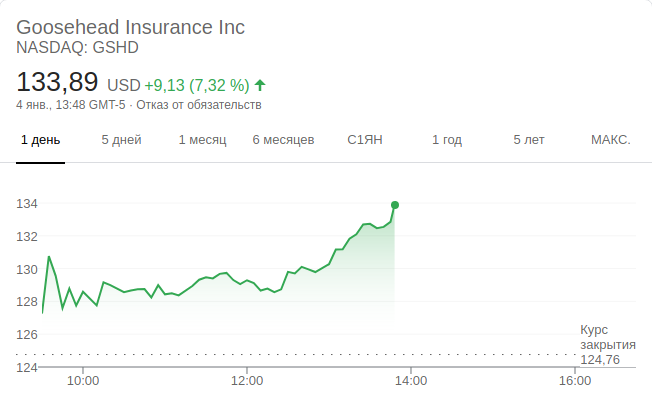 Goosehead Insurance Inc
NASDAQ: GSHD
133,89 USD +9,13 (7,32 %)
4 янв., 13:48 GMT-5 · Отказ от обязательств
1 день 5 дней 1 месяц 6 месяцев С1ЯН 1 год 5 лет МАКС.
134
132
130
128
126
124
Курс
закрытия
124,76
10:00 12:00 14:00 16:00